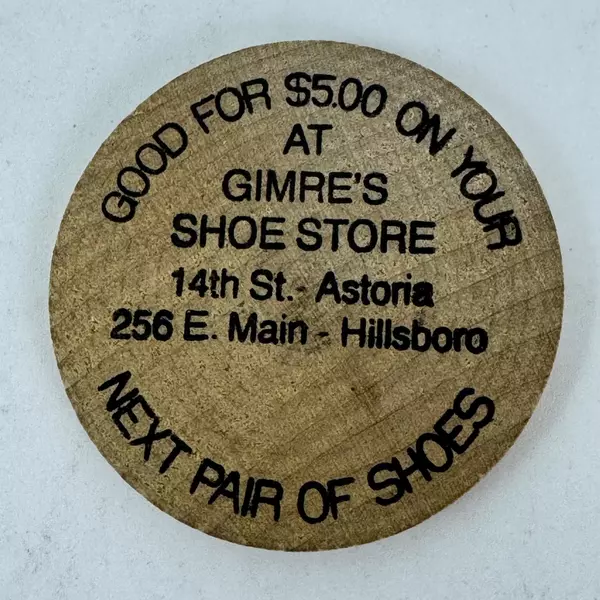 GOOD FOR $5.00 ON YOUR
AT
GIMRE'S
SHOE STORE
14th St. - Astoria
256 E. Main - Hillsboro
NEXT PAIR OF SHOES